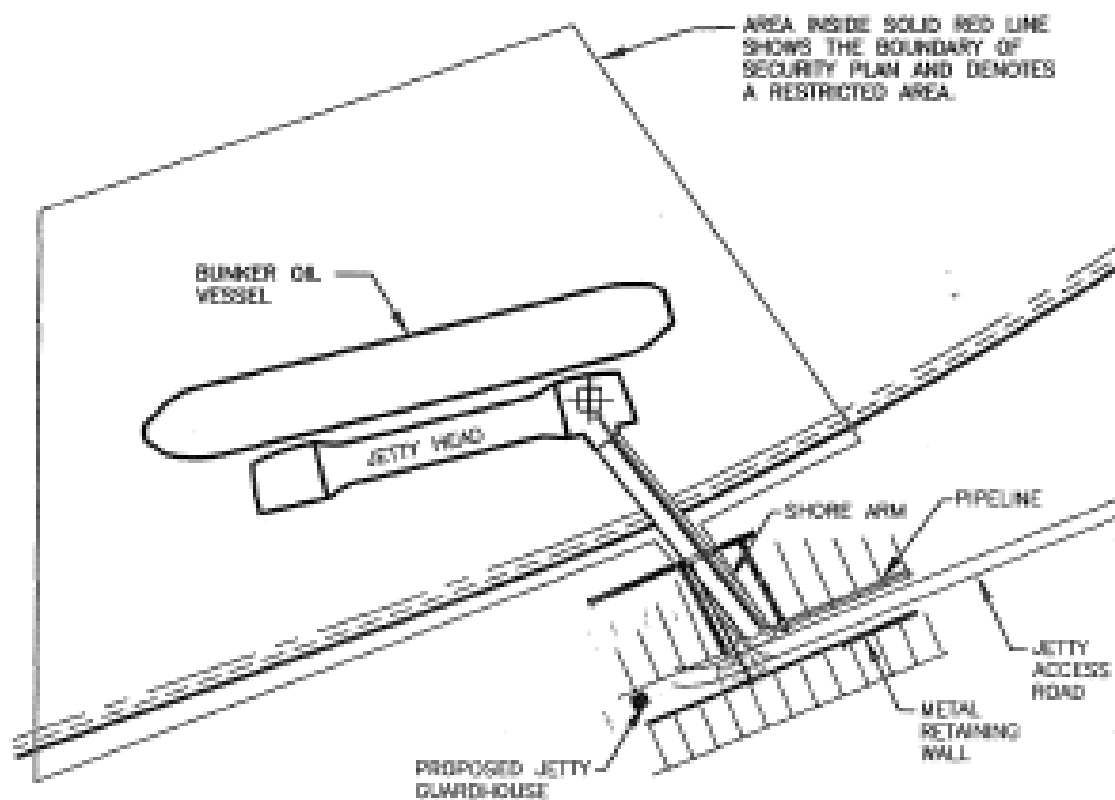 AREA INSIDE SOLID RED LINE
SHOWS THE BOUNDARY OF
SECURITY PLAN AND DENOTES
A RESTRICTED AREA.
BUNKER OIL
VESSEL
JETTY HEAD
SHORE ARM
PIPELINE
JETTY
ACCESS
ROAD
METAL
RETAINING
WALL
PROPOSED JETTY
GUARDHOUSE